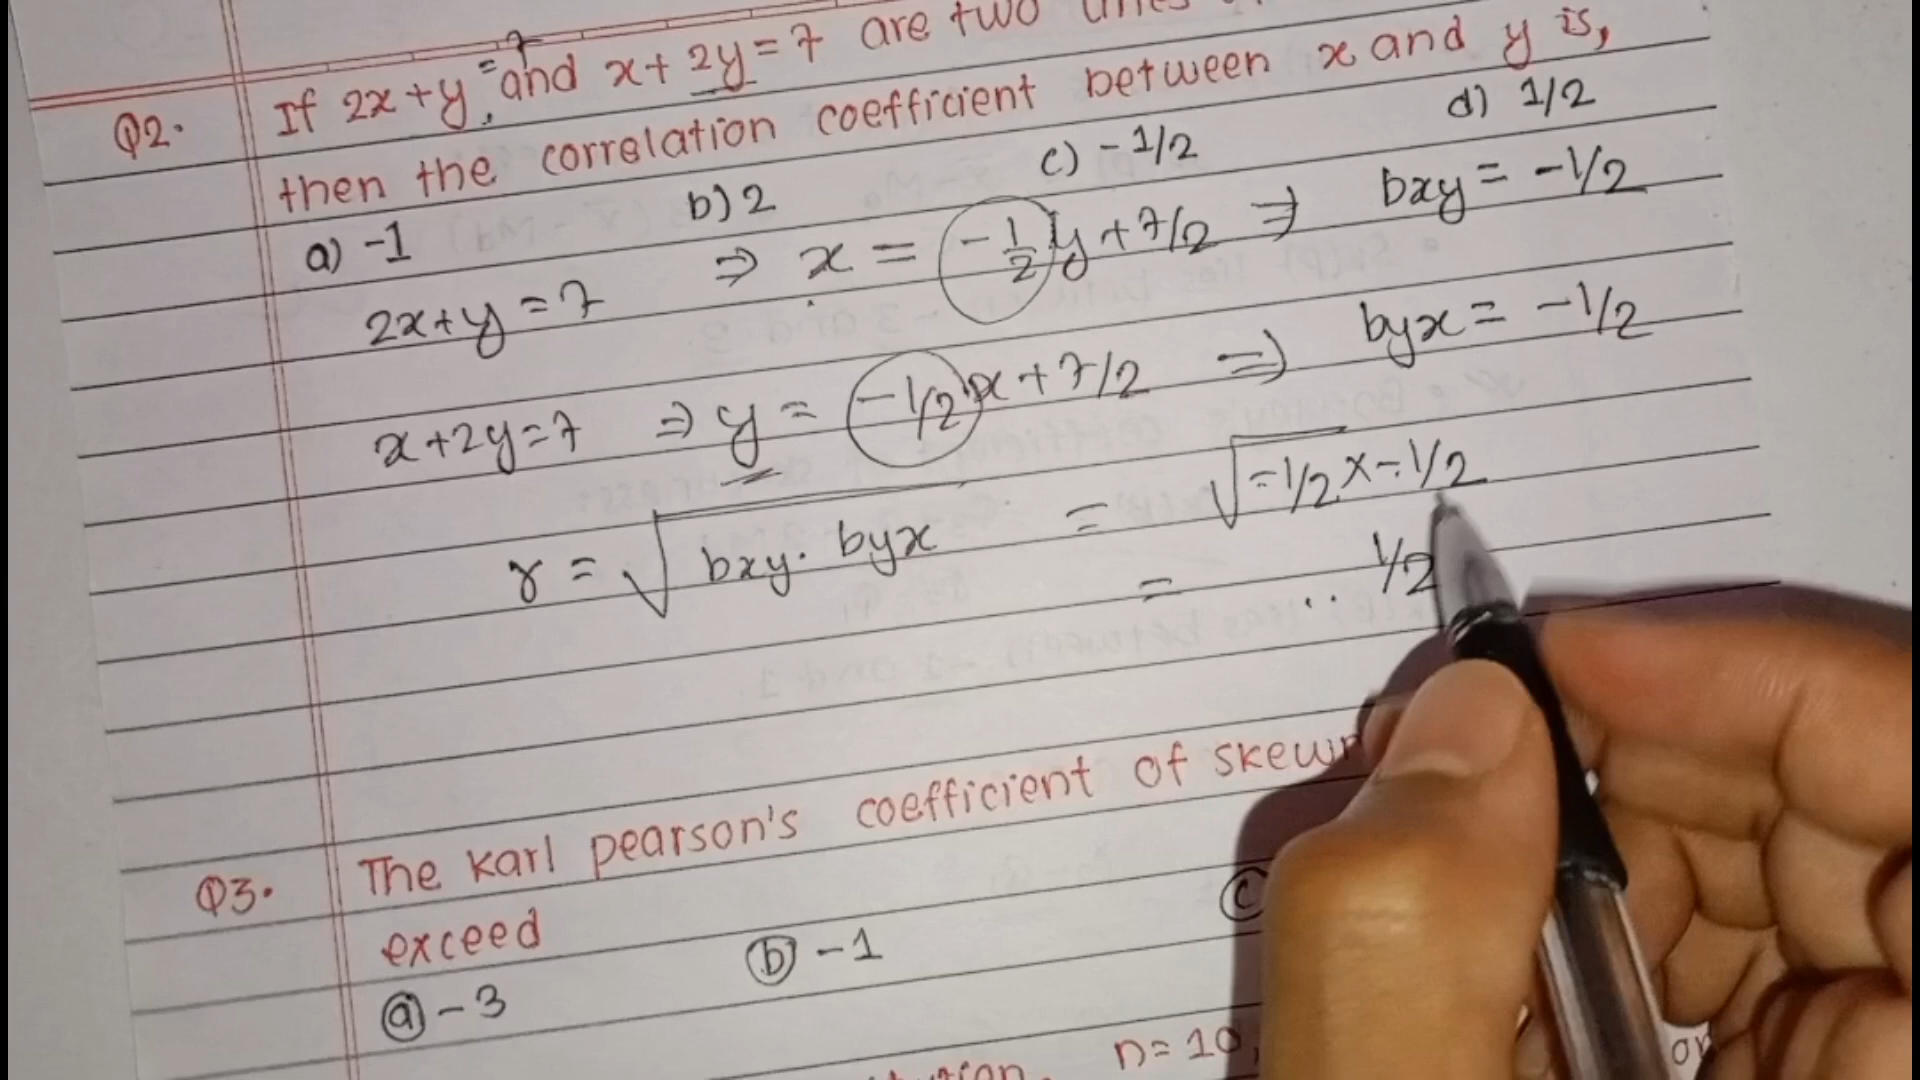 If 2x+y=7, and x+2y=7 are two lines
Q2. then the correlation coefficient between x and y is,
a) -1 b) 2 c) -1/2 d) 1/2
2x+y=7 ⇒ x = -1/2 y+7/2 ⇒ bxy = -1/2
x+2y=7 ⇒ y = -1/2 x+7/2 ⇒ byx = -1/2
r = √bxy. byx = √-1/2 x -1/2
= .. 1/2
Q3. The Karl pearson's coefficient of
exceed
ⓐ -3 ⓑ -1 ⓒ
n=10,